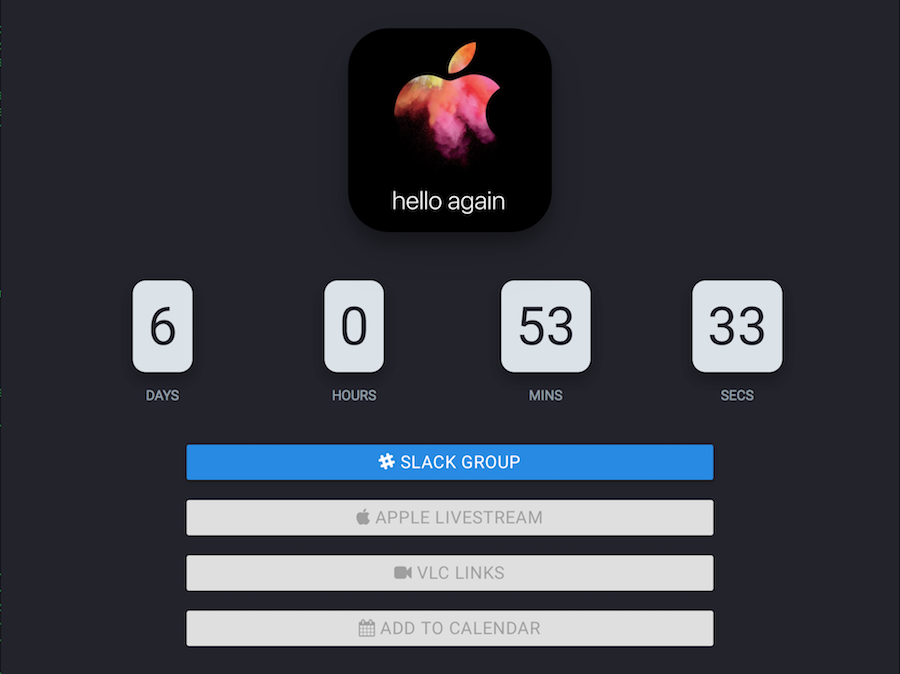 hello again
6 0 53 33
DAYS HOURS MINS SECS
SLACK GROUP
APPLE LIVESTREAM
VLC LINKS
ADD TO CALENDAR